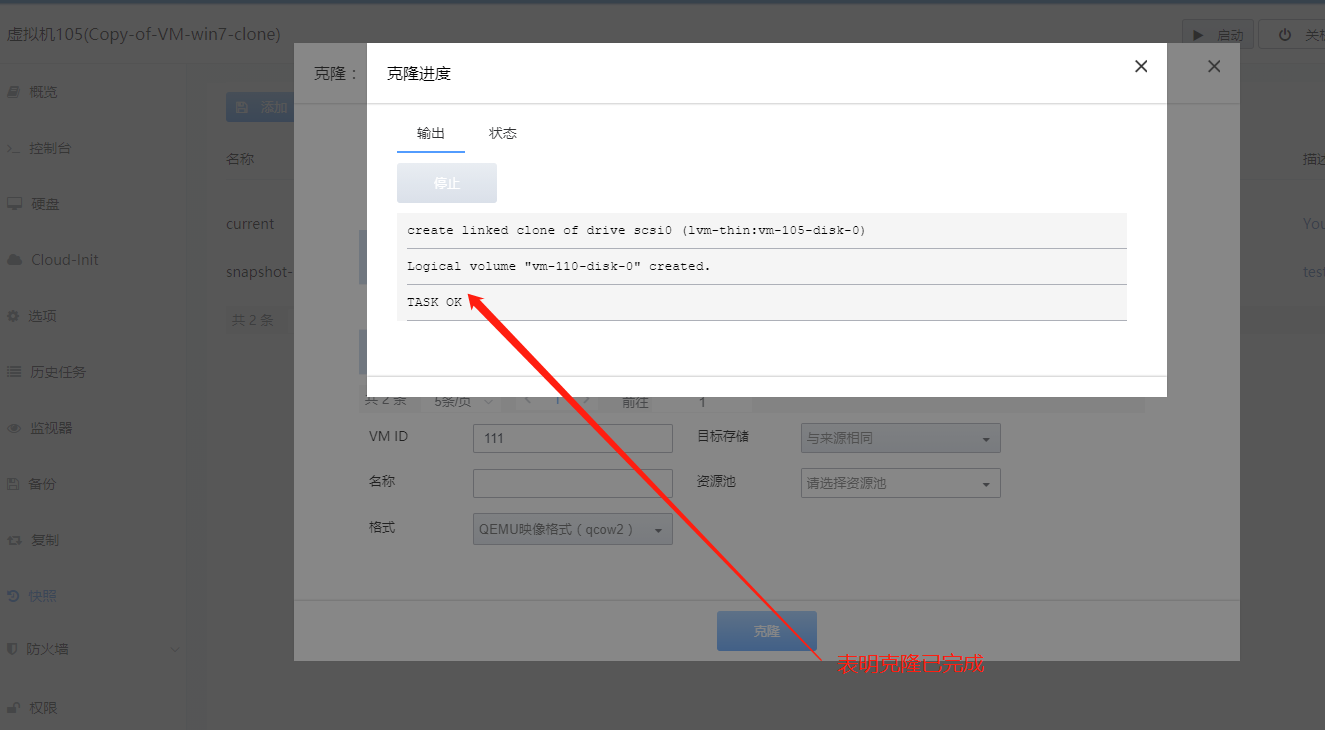 虚拟机105(Copy-of-VM-win7-clone)
启动
关机
概览
控制台
硬盘
Cloud-Init
选项
历史任务
监视器
备份
复制
快照
防火墙
权限
添加
名称
描述
current
You
snapshot-
test
共 2 条
克隆：
克隆进度
输出
状态
停止
create linked clone of drive scsi0 (lvm-thin:vm-105-disk-0)
Logical volume "vm-110-disk-0" created.
TASK OK
共 2 条
5条/页
1
前往
1
VM ID
111
目标存储
与来源相同
名称
资源池
请选择资源池
格式
QEMU映像格式（qcow2）
克隆
表明克隆已完成